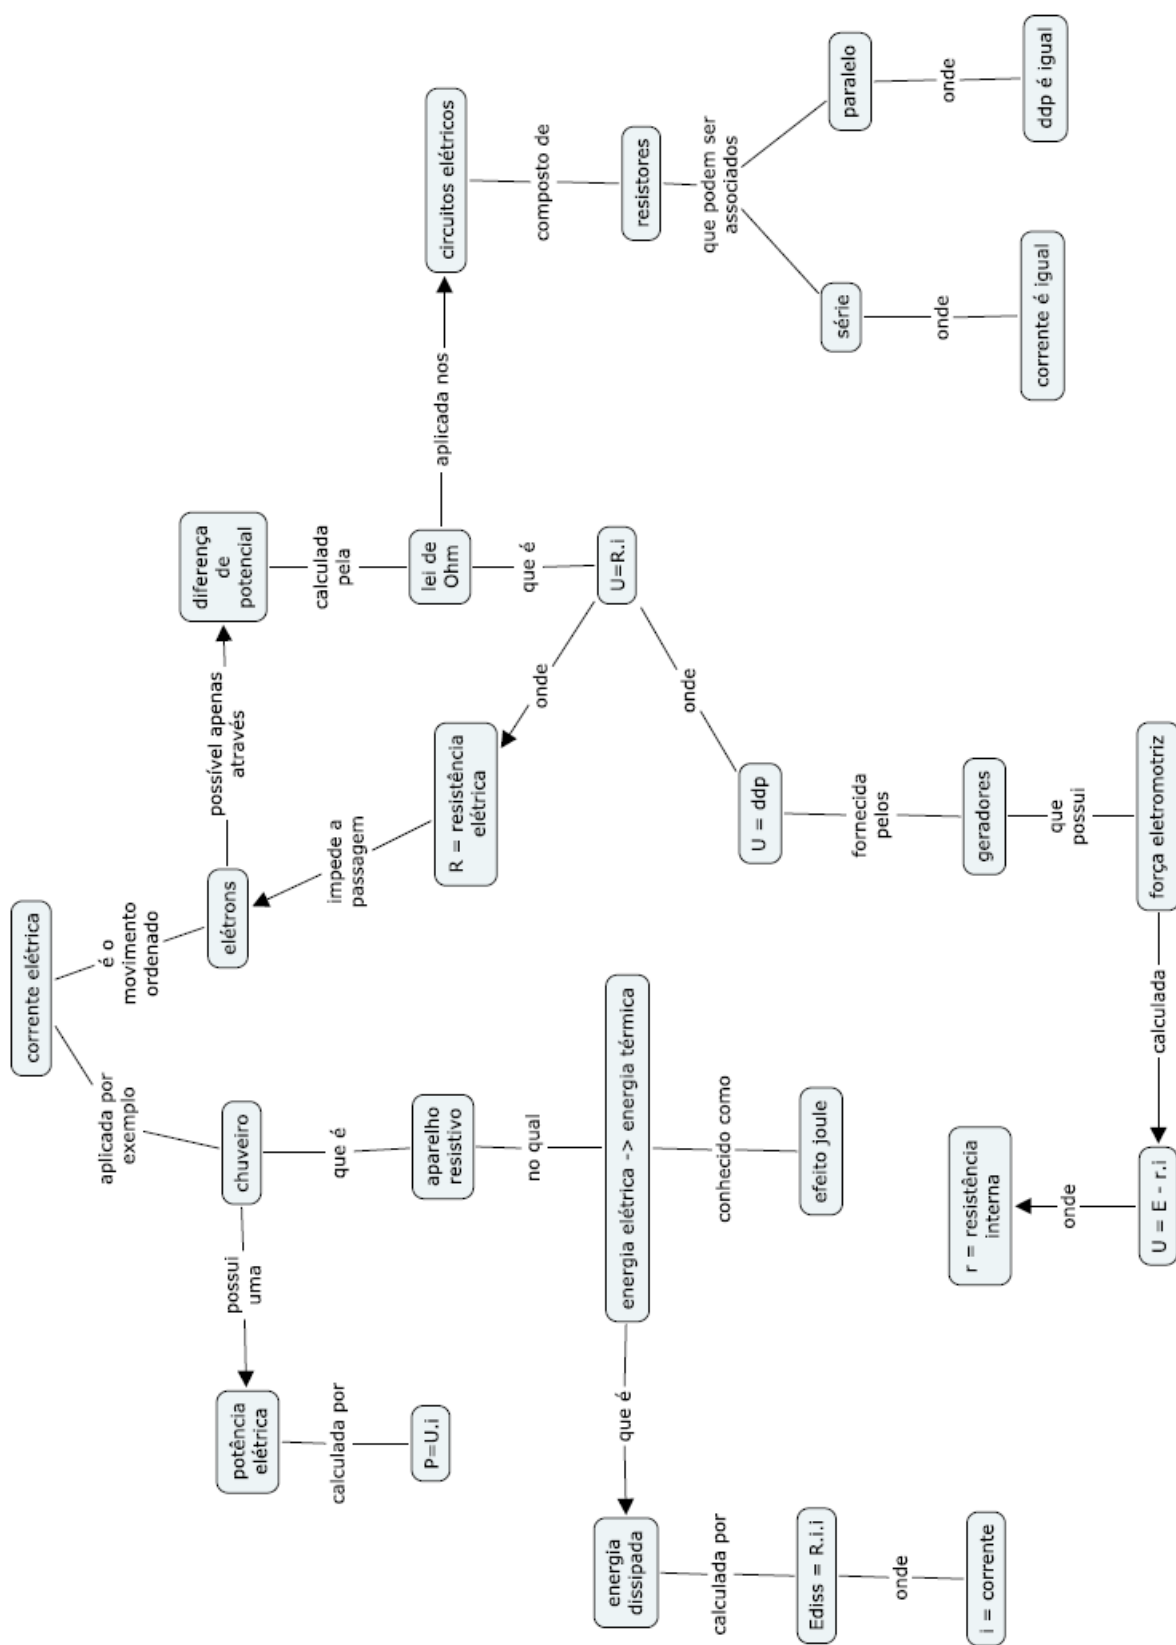 corrente elétrica
aplicada por
exemplo
é o
movimento
ordenado
potência
elétrica
possui
uma
chuveiro
elétrons
possível apenas
através
diferença
de
potencial
calculada por
que é
impede a
passagem
calculada
pela
P=U.i
aparelho
resistivo
R = resistência
elétrica
lei de
Ohm
aplicada nos
circuitos elétricos
no qual
onde
que é
composto de
energia
dissipada
que é
energia elétrica -> energia térmica
U=R.i
resistores
calculada por
conhecido como
onde
que podem ser
associados
Ediss = R.i.i
efeito joule
U = ddp
série
paralelo
onde
fornecida
pelos
onde
onde
i = corrente
r = resistência
interna
geradores
corrente é igual
ddp é igual
onde
que
possui
U = E - r.i
calculada
força eletromotriz